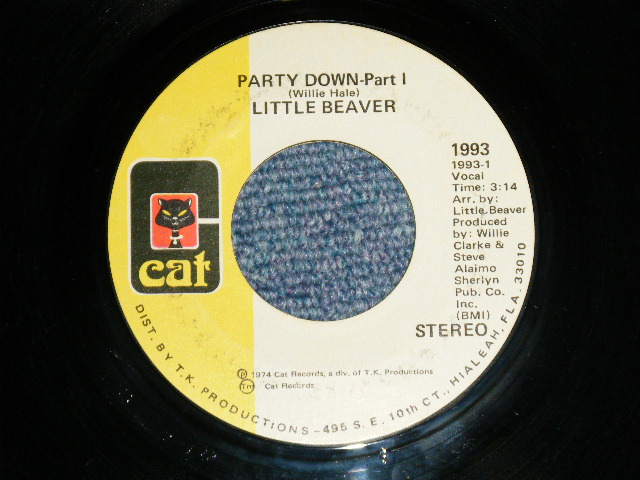 PARTY DOWN-Part I
(Willie Hale)
LITTLE BEAVER
1993
1993-1
Vocal
Time: 3:14
Arr. by:
Little Beaver
Produced
by: Willie
Clarke &
Steve
Alaimo
Sherlyn
Pub. Co.
Inc.
(BMI)
STEREO
cat
℗ 1974 Cat Records, a div. of T.K. Productions
Tm Cat Records
DIST. BY T.K. PRODUCTIONS-495 S. E. 10th CT., HIALEAH, FLA. 33010